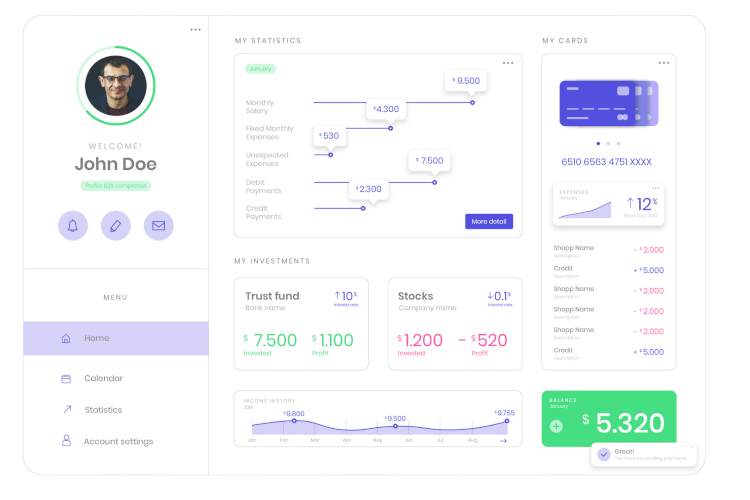 WELCOME!
John Doe
Profile 80% completed
MENU
Home
Calendar
Statistics
Account settings
MY STATISTICS
January
Monthly
Salary
$9.500
Fixed Monthly
Expenses
$4.300
Unexpected
Expenses
$530
Debit
Payments
$7.500
Credit
Payments
$2.300
More detail
MY INVESTMENTS
Trust fund
Bank name
↑10%
Interest rate
$7.500
Invested
$1.100
Profit
Stocks
Company name
↓0.1%
Interest rate
$1.200
Invested
- $520
Profit
INCOME HISTORY
$9.800
$9.500
$9.755
Jan Feb Mar Apr May Jun Jul Aug
MY CARDS
6510 6563 4751 XXXX
EXPENSES
January
↑12%
Shopp Name - $2.000
Description
Credit + $5.000
Description
Shopp Name - $2.000
Description
Shopp Name - $2.000
Description
Shopp Name - $2.000
Description
Credit + $5.000
Description
BALANCE
January
$5.320
Great!
You have no pending payments